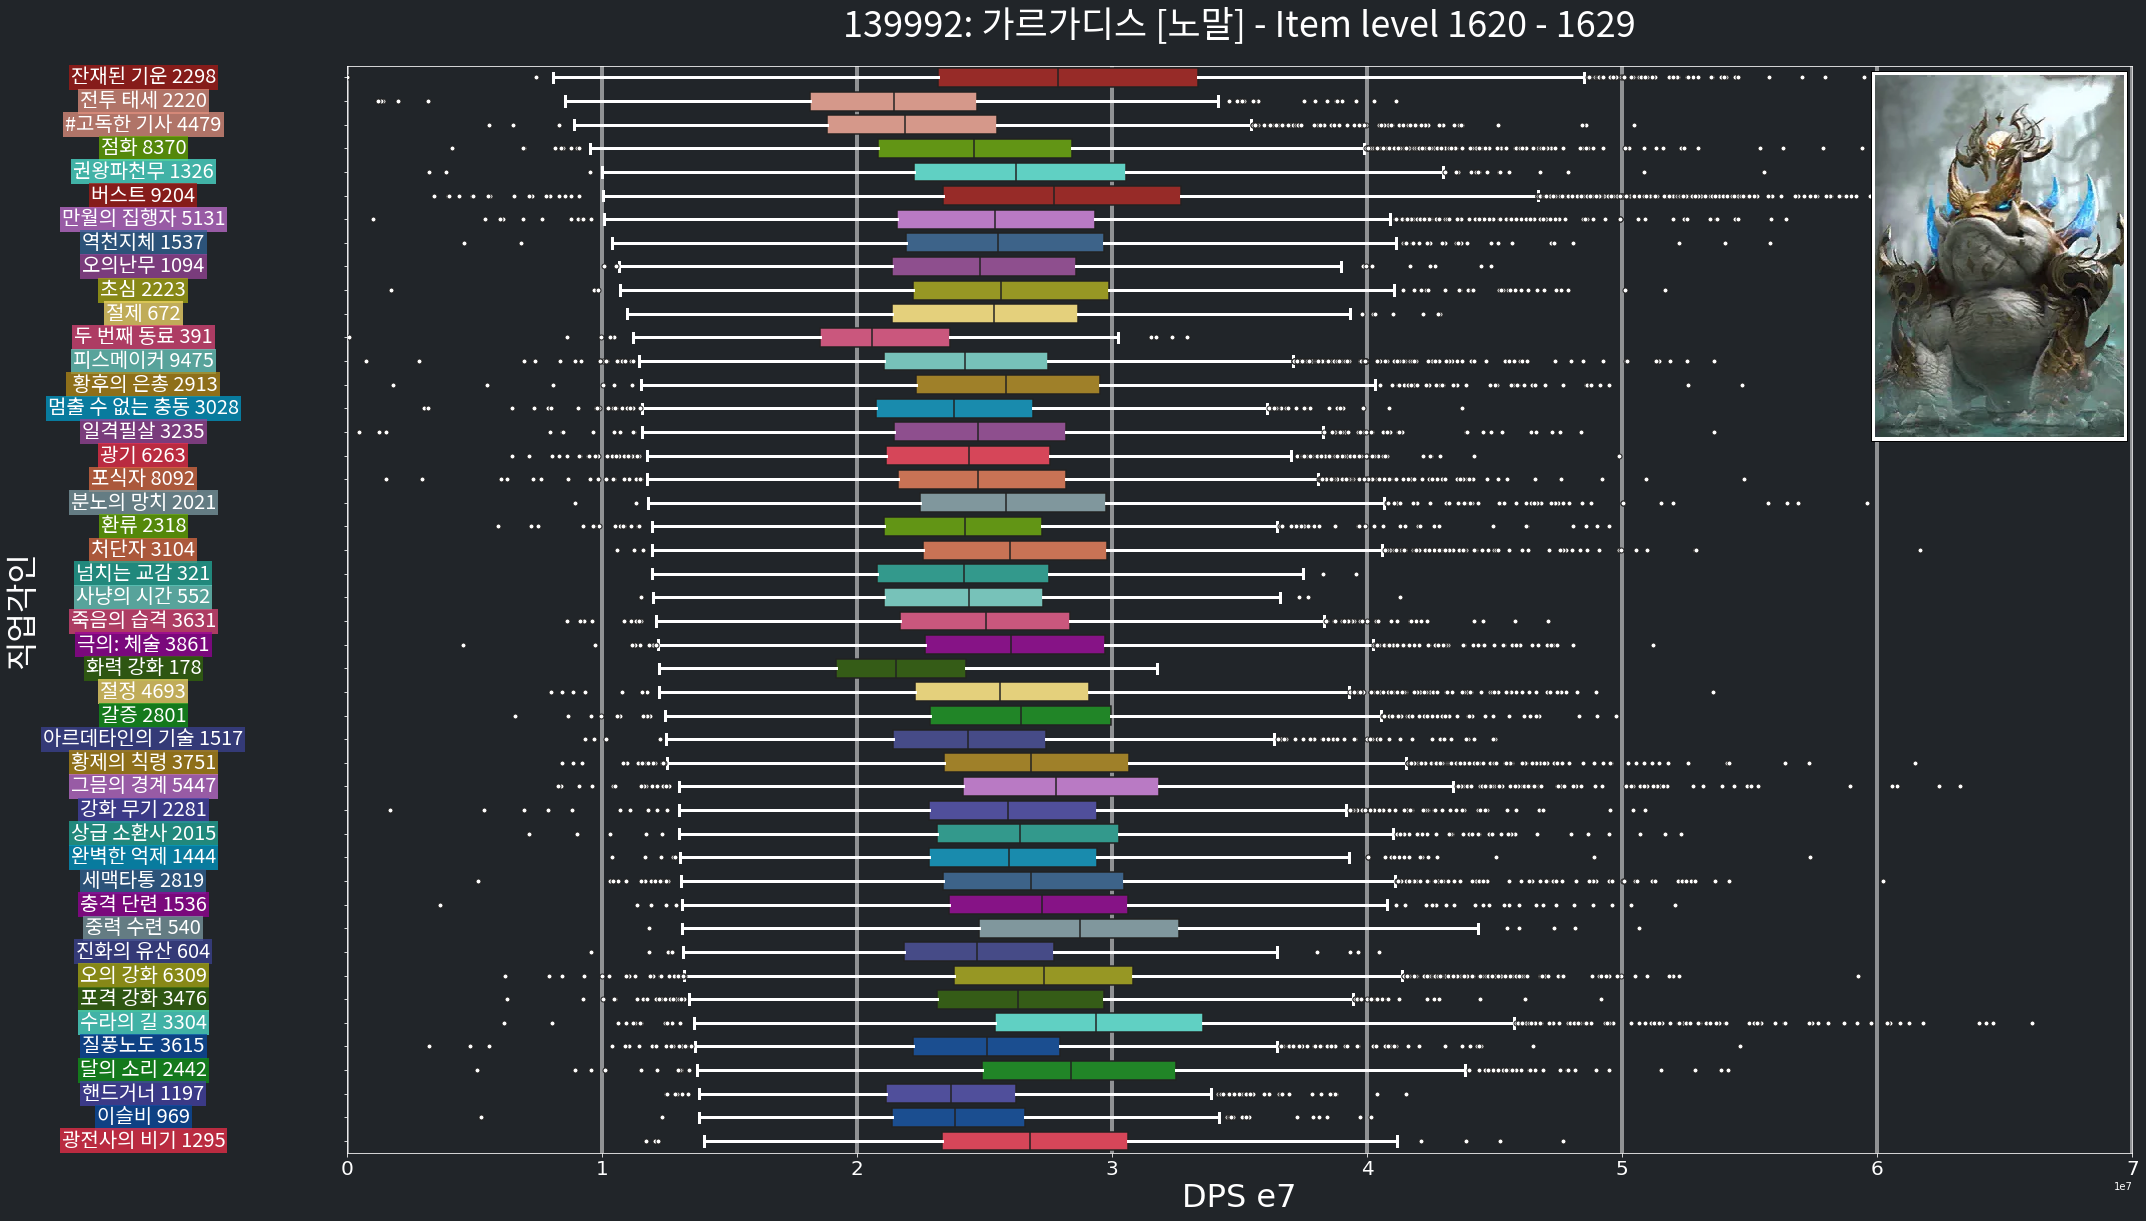 139992: 가르가디스 [노말] - Item level 1620 - 1629
잔재된 기운 2298
전투 태세 2220
#고독한 기사 4479
점화 8370
권왕파천무 1326
버스트 9204
만월의 집행자 5131
역천지체 1537
오의난무 1094
초심 2223
절제 672
두 번째 동료 391
피스메이커 9475
황후의 은총 2913
멈출 수 없는 충동 3028
일격필살 3235
광기 6263
포식자 8092
분노의 망치 2021
환류 2318
처단자 3104
넘치는 교감 321
사냥의 시간 552
죽음의 습격 3631
극의: 체술 3861
화력 강화 178
절정 4693
갈증 2801
아르데타인의 기술 1517
황제의 칙령 3751
그믐의 경계 5447
강화 무기 2281
상급 소환사 2015
완벽한 억제 1444
세맥타통 2819
충격 단련 1536
중력 수련 540
진화의 유산 604
오의 강화 6309
포격 강화 3476
수라의 길 3304
질풍노도 3615
달의 소리 2442
핸드거너 1197
이슬비 969
광전사의 비기 1295
직업각인
0 1 2 3 4 5 6 7
DPS e7
1e7